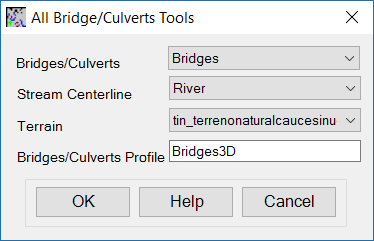 All Bridge/Culverts Tools
Bridges/Culverts Bridges
Stream Centerline River
Terrain tin_terrenonaturalcaucesinu
Bridges/Culverts Profile Bridges3D
OK Help Cancel